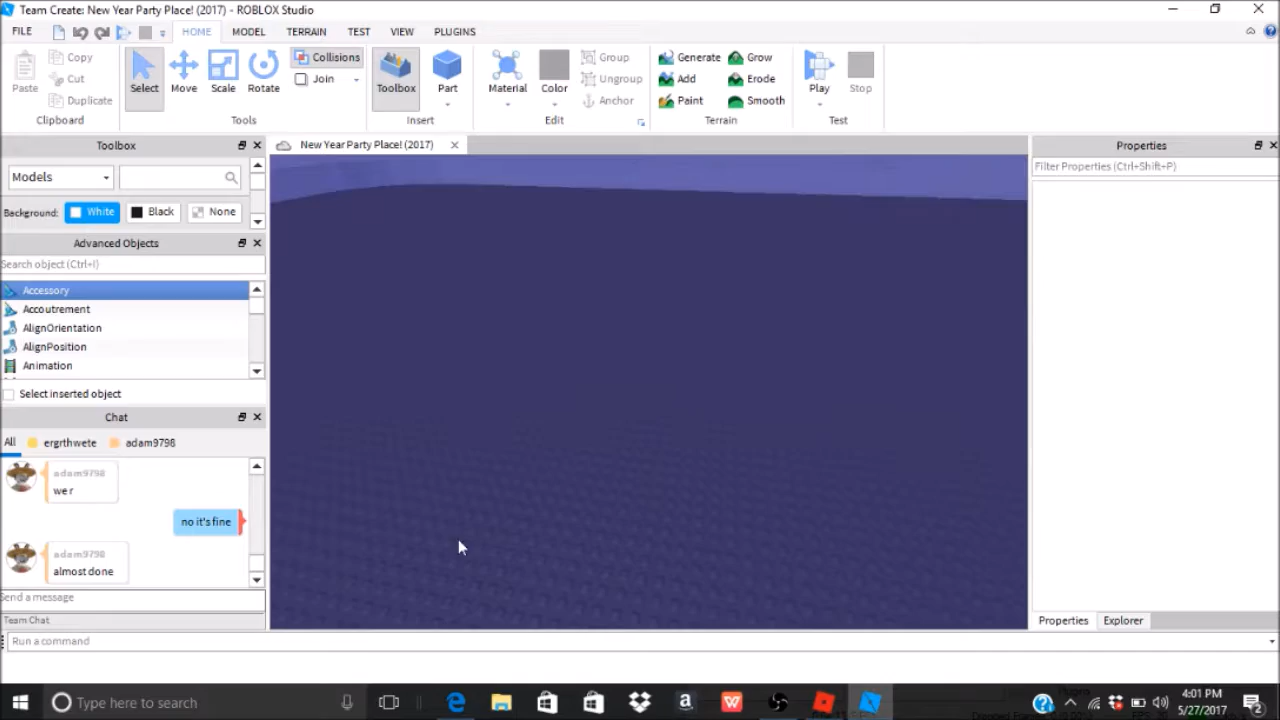 Team Create: New Year Party Place! (2017) - ROBLOX Studio
FILE HOME MODEL TERRAIN TEST VIEW PLUGINS
Paste
Copy
Cut
Duplicate
Clipboard
Select Move Scale Rotate
Collisions
Join
Tools
Toolbox Part
Insert
Material Color
Group
Ungroup
Anchor
Edit
Generate Grow
Add Erode
Paint Smooth
Terrain
Play Stop
Test
Toolbox
Models
Background: White Black None
Advanced Objects
Search object (Ctrl+I)
Accessory
Accoutrement
AlignOrientation
AlignPosition
Animation
Select inserted object
Chat
All ergrthwete adam9798
adam9798
we r
no it's fine
adam9798
almost done
Send a message
Team Chat
New Year Party Place! (2017)
Properties
Filter Properties (Ctrl+Shift+P)
Properties Explorer
Run a command
Type here to search
4:01 PM
5/27/2017